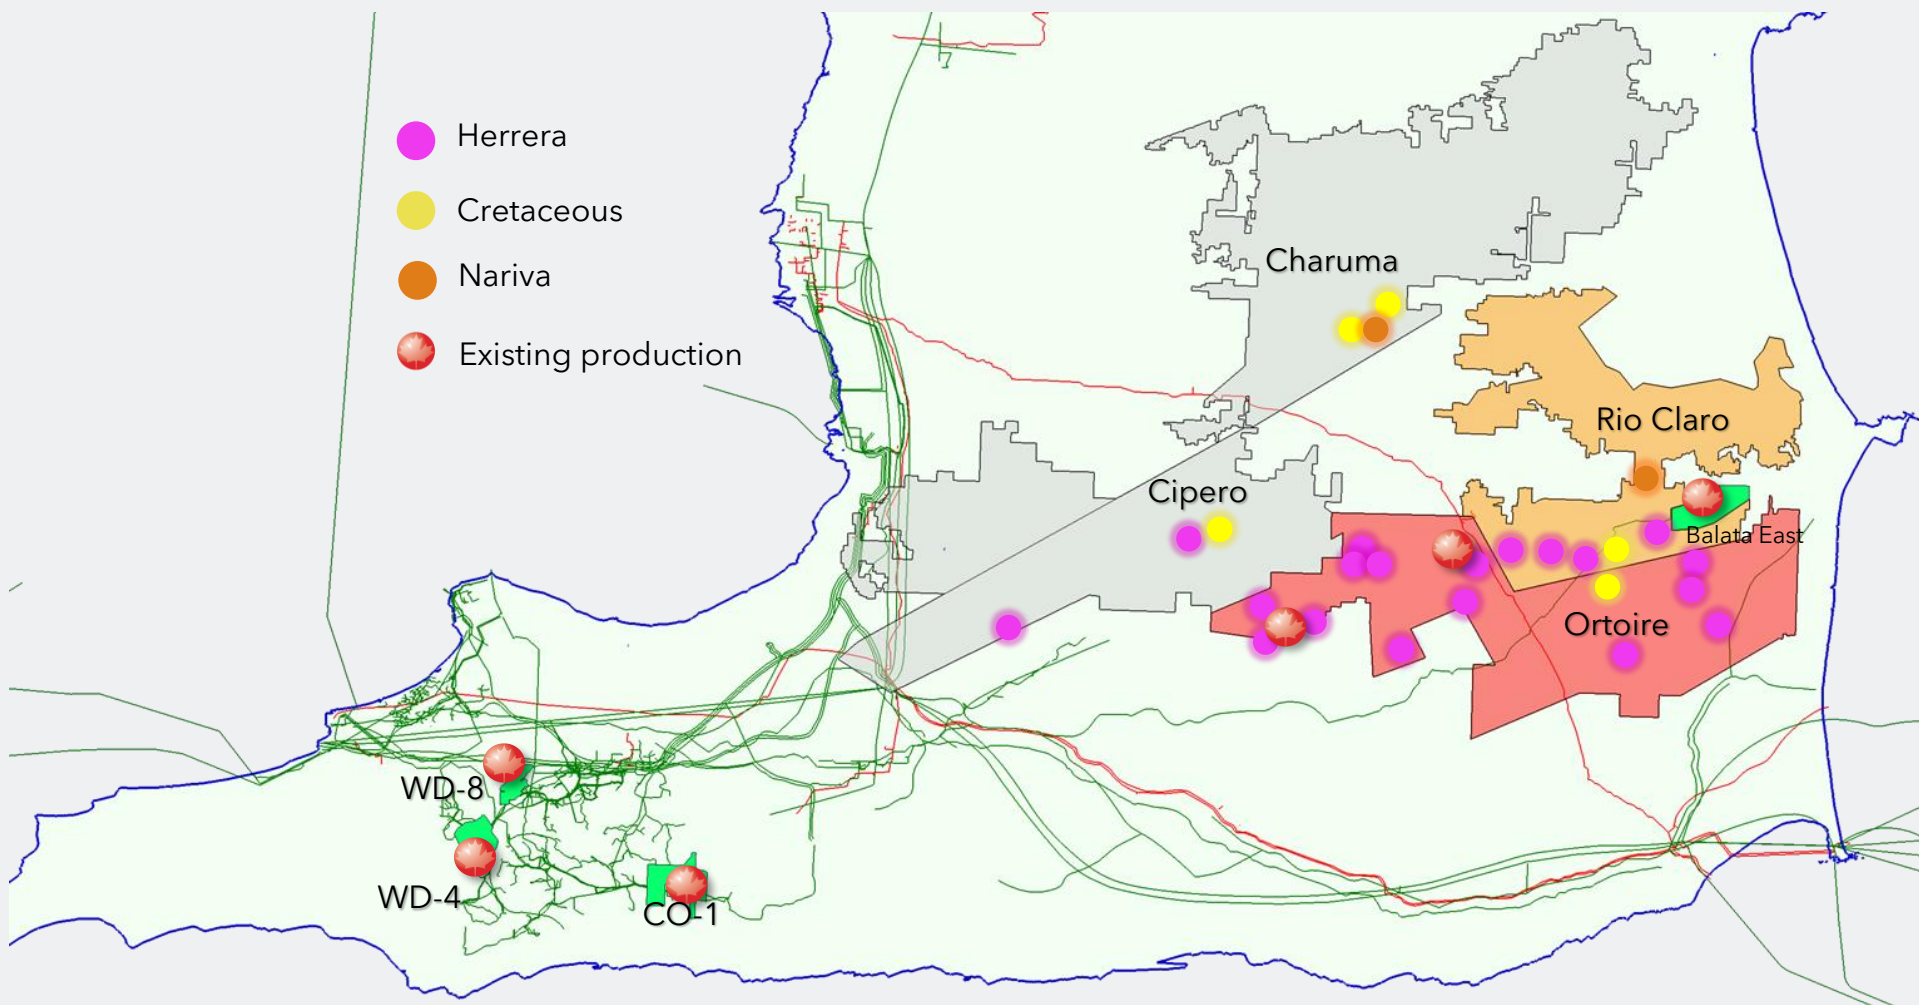 Herrera
Cretaceous
Nariva
Existing production
Charuma
Rio Claro
Cipero
Balata East
Ortoire
WD-8
WD-4
CO-1